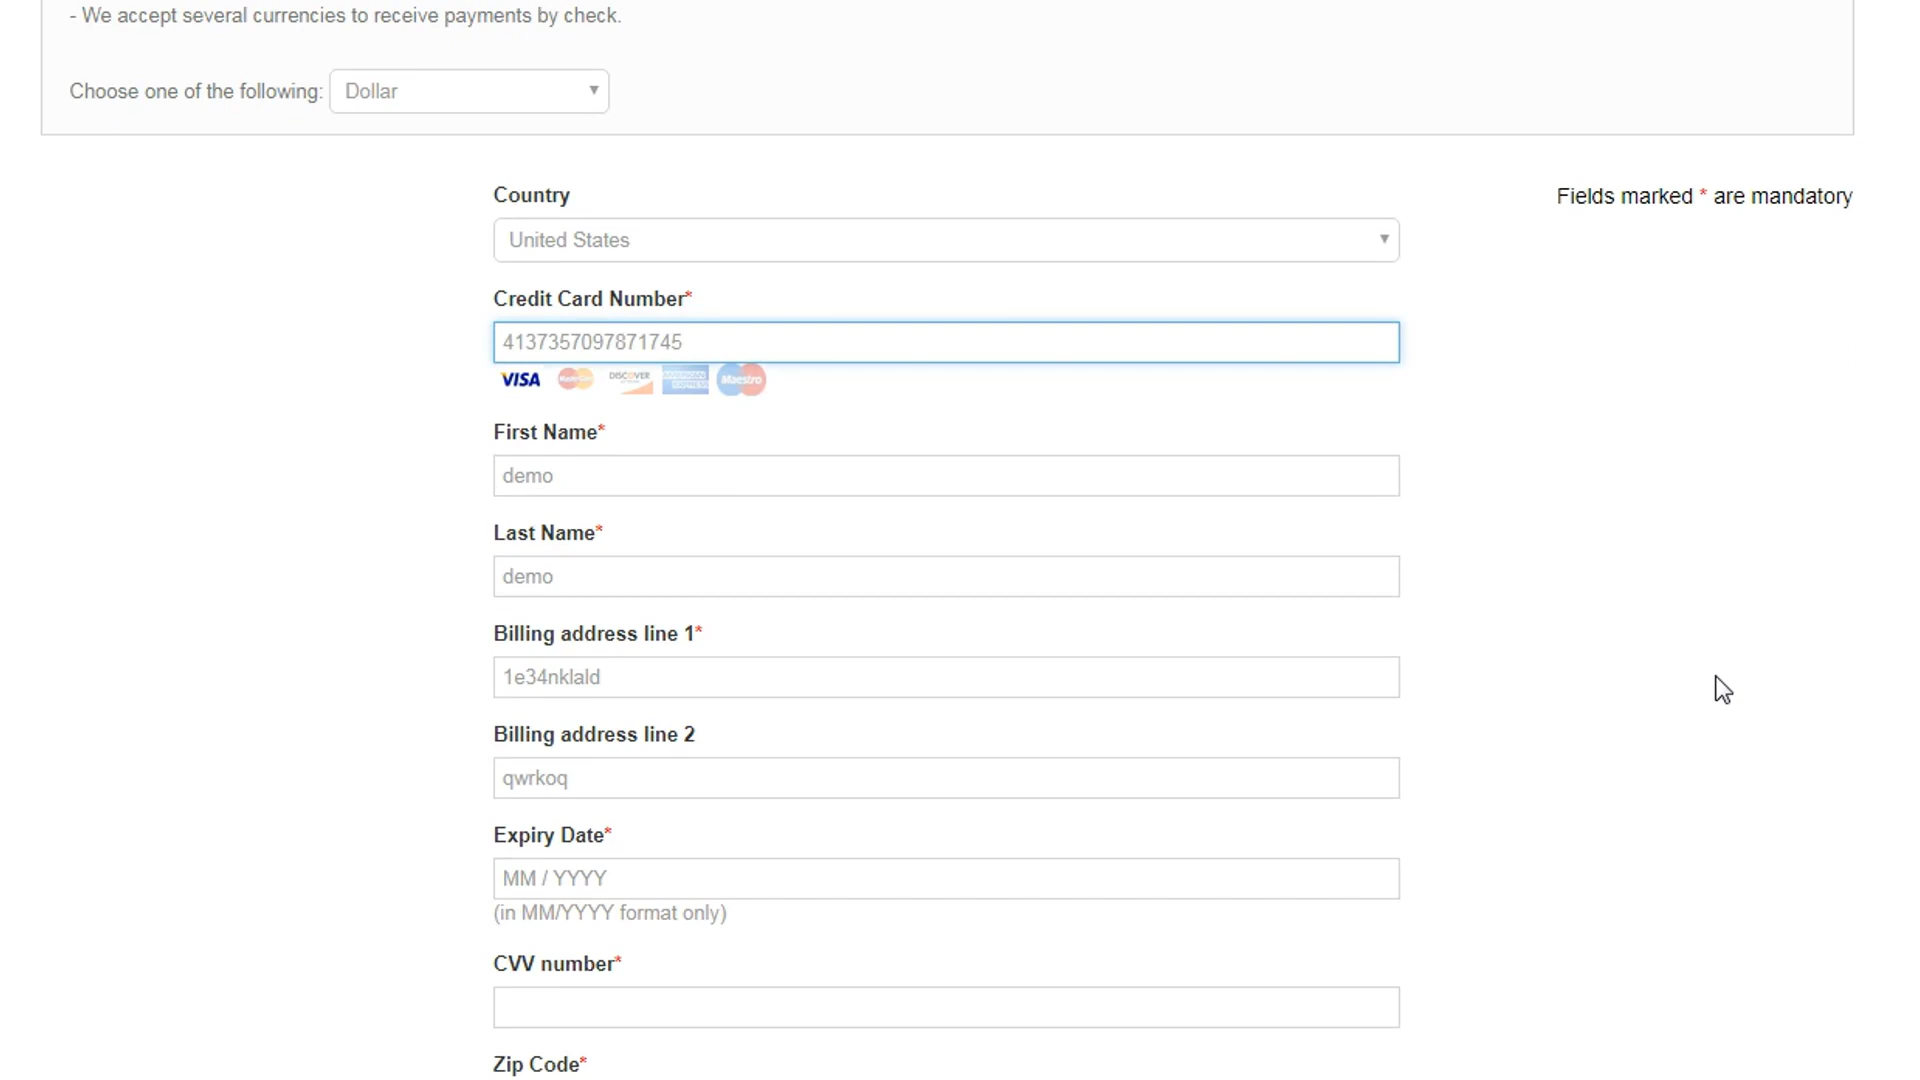 - We accept several currencies to receive payments by check.
Choose one of the following: Dollar
Country
Fields marked * are mandatory
United States
Credit Card Number*
4137357097871745
VISA MasterCard DISCOVER AMERICAN EXPRESS Maestro
First Name*
demo
Last Name*
demo
Billing address line 1*
1e34nklald
Billing address line 2
qwrkoq
Expiry Date*
MM / YYYY
(in MM/YYYY format only)
CVV number*
Zip Code*